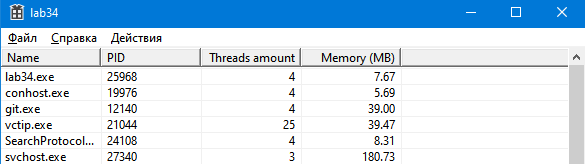 lab34
Файл Справка Действия
Name PID Threads amount Memory (MB)
lab34.exe 25968 4 7.67
conhost.exe 19976 4 5.69
git.exe 12140 4 39.00
vctip.exe 21044 25 39.47
SearchProtocol... 24108 4 8.31
svchost.exe 27340 3 180.73